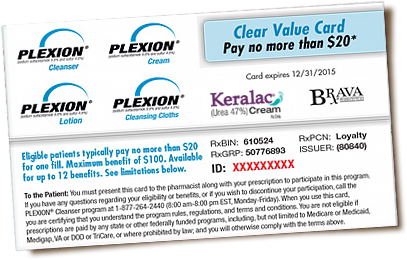 PLEXION®
(sodium sulfacetamide 9.8% and sulfur 4.8%)
Cleanser
PLEXION®
(sodium sulfacetamide 9.8% and sulfur 4.8%)
Cream
Clear Value Card
Pay no more than $20*
Card expires 12/31/2015
PLEXION®
(sodium sulfacetamide 9.8% and sulfur 4.8%)
Lotion
PLEXION®
(sodium sulfacetamide 9.8% and sulfur 4.8%)
Cleansing Cloths
Keralac
(Urea 47%) Cream
Rx Only
BRAVA
Eligible patients typically pay no more than $20
for one fill. Maximum benefit of $100. Available
for up to 12 benefits. See limitations below.
RxBIN: 610524
RxPCN: Loyalty
RxGRP: 50776893
ISSUER: (80840)
ID: XXXXXXXXX
To the Patient: You must present this card to the pharmacist along with your prescription to participate in this program.
If you have any questions regarding your eligibility or benefits, or if you wish to discontinue your participation, call the
PLEXION® Cleanser program at 1-877-264-2440 (8:00 am-8:00 pm EST, Monday-Friday). When you use this card,
you are certifying that you understand the program rules, regulations, and terms and conditions. You are not eligible if
prescriptions are paid by any state or other federally funded programs, including, but not limited to Medicare or Medicaid,
Medigap, VA or DOD or TriCare, or where prohibited by law; and you will otherwise comply with the terms above.